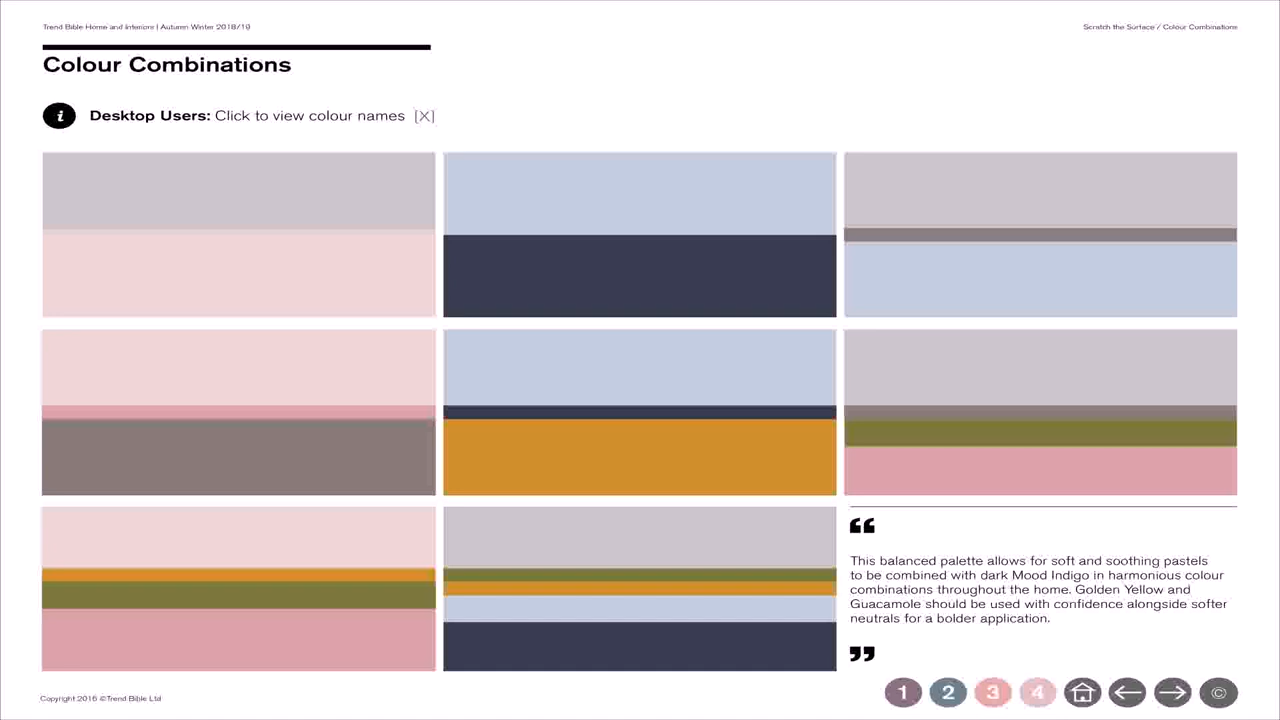 Trend Bible Home and Interiors | Autumn Winter 2018/19
Scratch the Surface / Colour Combinations
Colour Combinations
i
Desktop Users: Click to view colour names [X]
“
This balanced palette allows for soft and soothing pastels
to be combined with dark Mood Indigo in harmonious colour
combinations throughout the home. Golden Yellow and
Guacamole should be used with confidence alongside softer
neutrals for a bolder application.
”
Copyright 2016 ©Trend Bible Ltd
1 2 3 4 ©